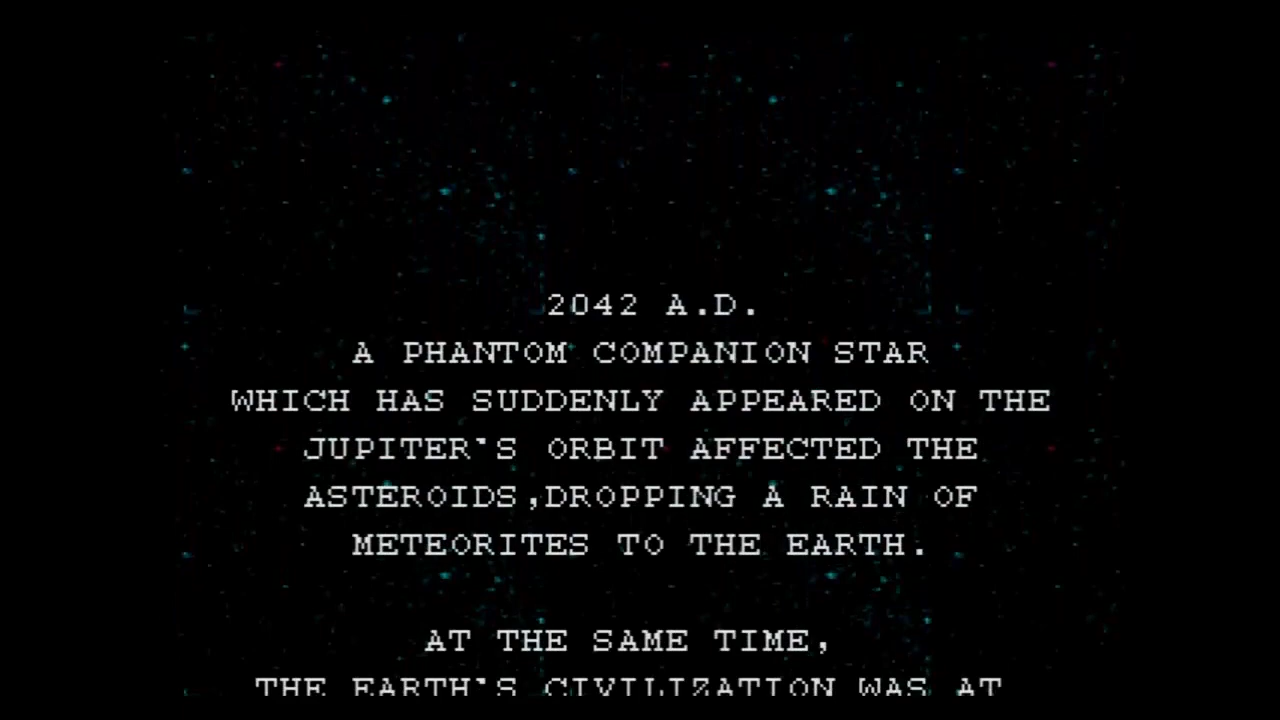 2042 A.D.
A PHANTOM COMPANION STAR
WHICH HAS SUDDENLY APPEARED ON THE
JUPITER`S ORBIT AFFECTED THE
ASTEROIDS,DROPPING A RAIN OF
METEORITES TO THE EARTH.
AT THE SAME TIME,
THE EARTH`S CIVILIZATION WAS AT